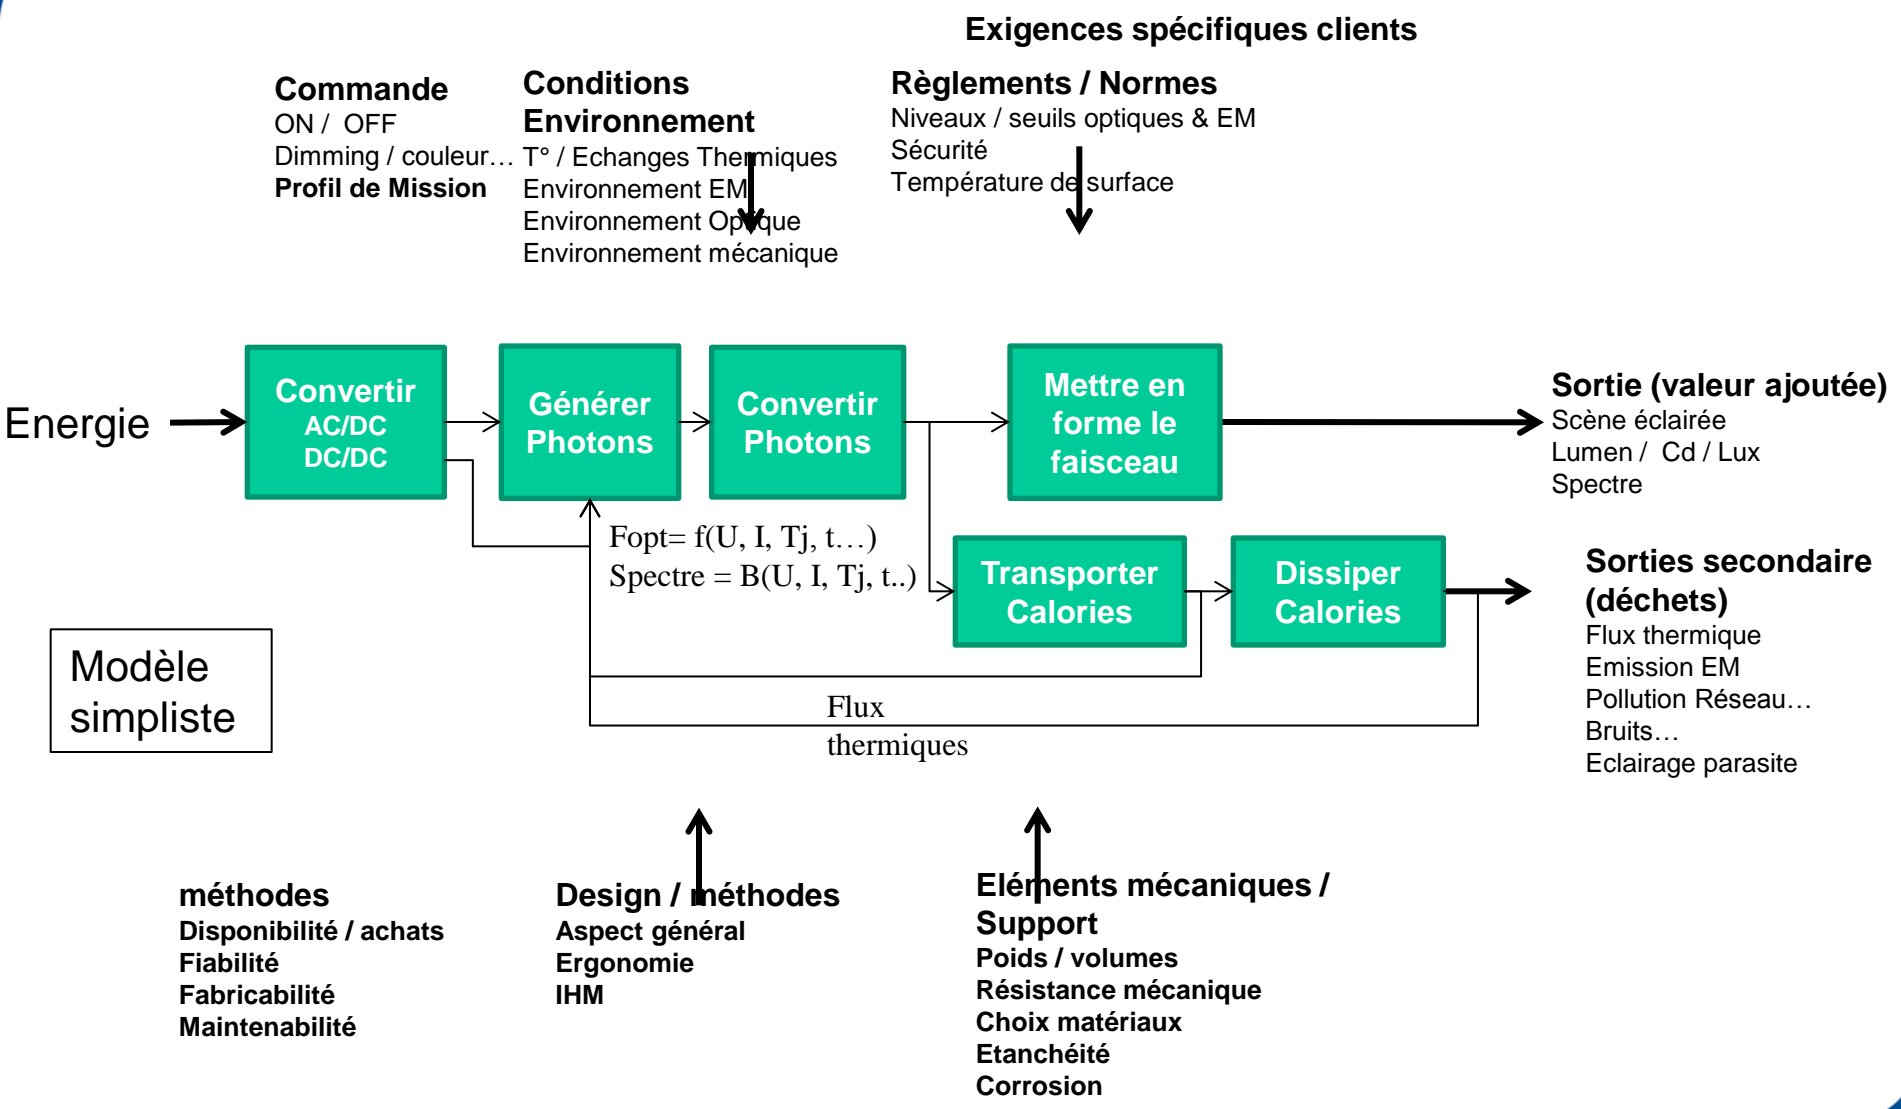 Exigences spécifiques clients
Commande
ON / OFF
Dimming / couleur…
Profil de Mission
Conditions
Environnement
T° / Echanges Thermiques
Environnement EM
Environnement Optique
Environnement mécanique
Règlements / Normes
Niveaux / seuils optiques & EM
Sécurité
Température de surface
Energie
Convertir
AC/DC
DC/DC
Générer
Photons
Convertir
Photons
Mettre en
forme le
faisceau
Sortie (valeur ajoutée)
Scène éclairée
Lumen / Cd / Lux
Spectre
Fopt= f(U, I, Tj, t…)
Spectre = B(U, I, Tj, t..)
Transporter
Calories
Dissiper
Calories
Sorties secondaire
(déchets)
Flux thermique
Emission EM
Pollution Réseau…
Bruits…
Eclairage parasite
Modèle
simpliste
Flux
thermiques
méthodes
Disponibilité / achats
Fiabilité
Fabricabilité
Maintenabilité
Design / méthodes
Aspect général
Ergonomie
IHM
Eléments mécaniques /
Support
Poids / volumes
Résistance mécanique
Choix matériaux
Etanchéité
Corrosion